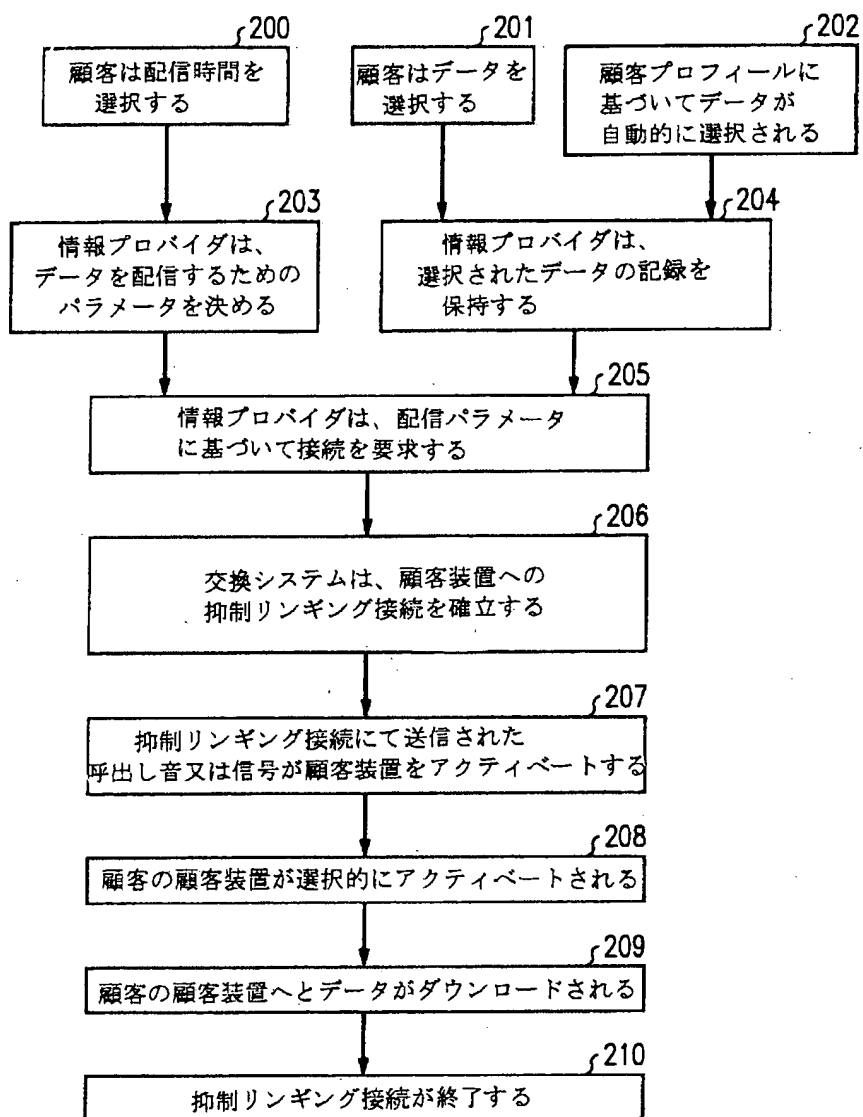 200
顧客は配信時間を
選択する
201
顧客はデータを
選択する
202
顧客プロフィールに
基づいてデータが
自動的に選択される
203
情報プロバイダは、
データを配信するための
パラメータを決める
204
情報プロバイダは、
選択されたデータの記録を
保持する
205
情報プロバイダは、配信パラメータ
に基づいて接続を要求する
206
交換システムは、顧客装置への
抑制リンギング接続を確立する
207
抑制リンギング接続にて送信された
呼出し音又は信号が顧客装置をアクティベートする
208
顧客の顧客装置が選択的にアクティベートされる
209
顧客の顧客装置へとデータがダウンロードされる
210
抑制リンギング接続が終了する